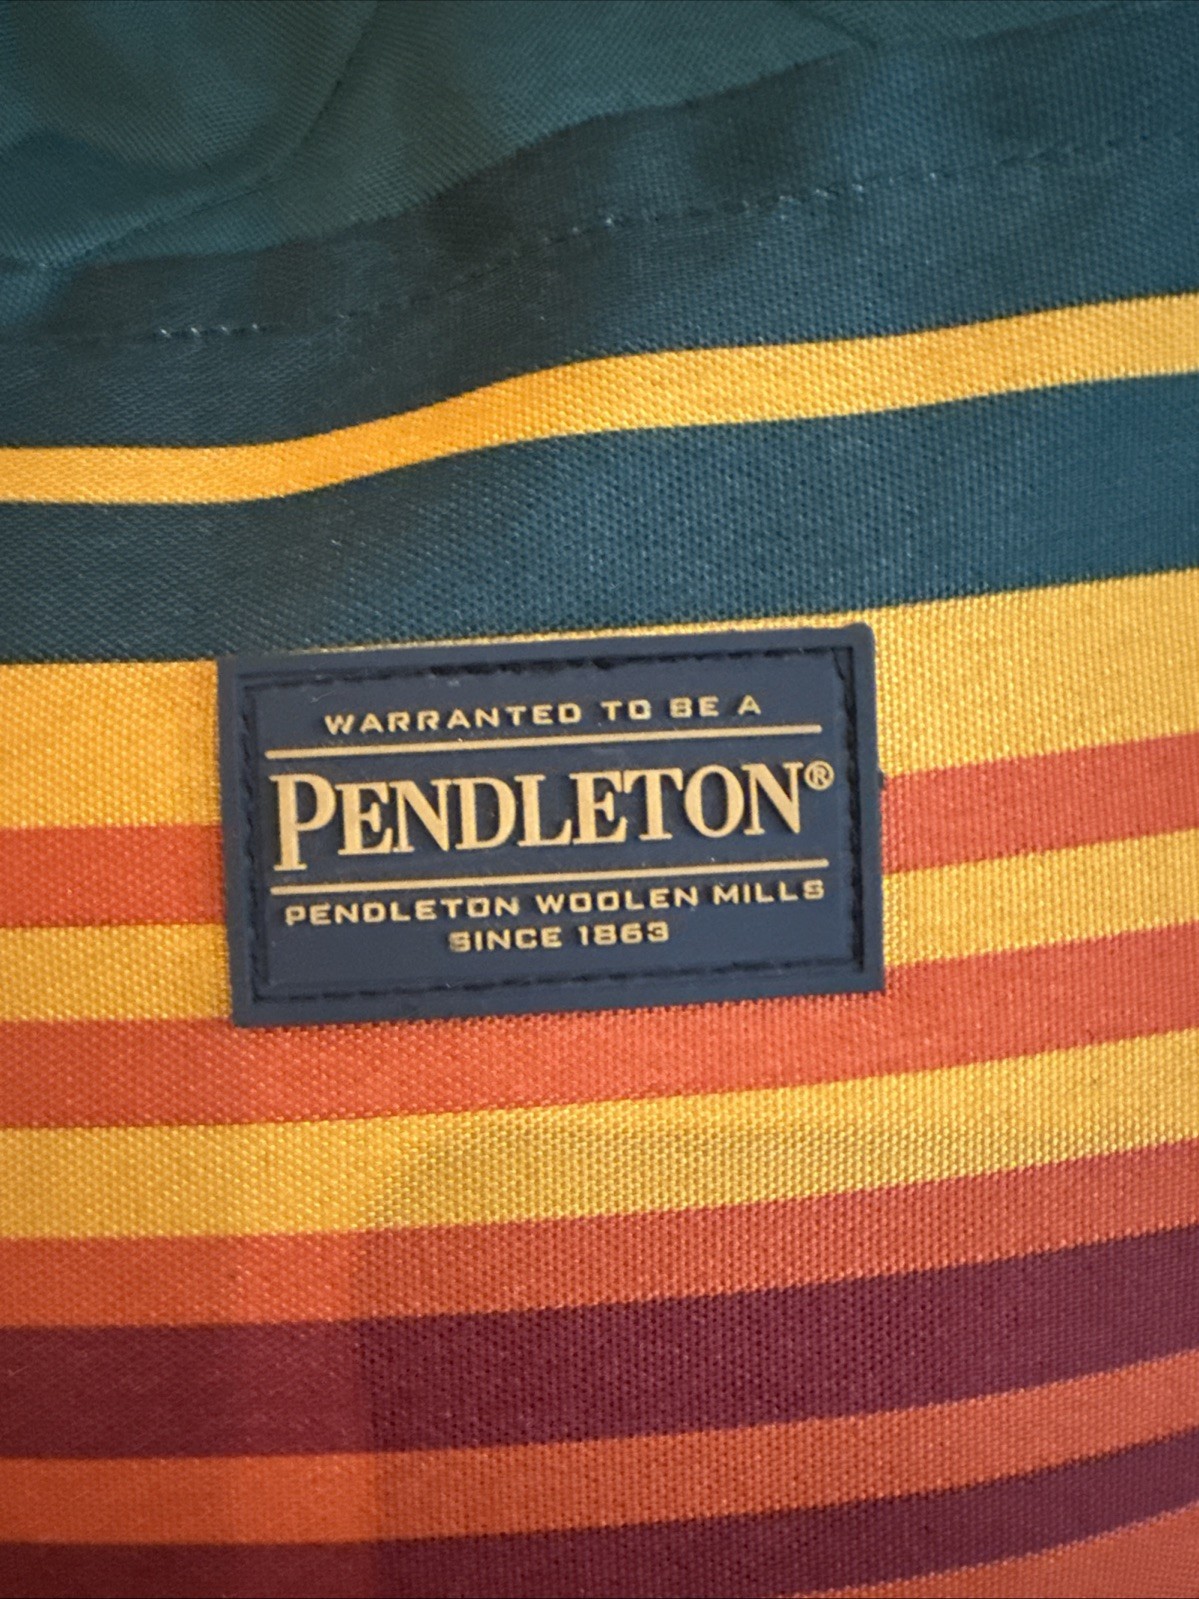 WARRANTED TO BE A
PENDLETON®
PENDLETON WOOLEN MILLS
SINCE 1863